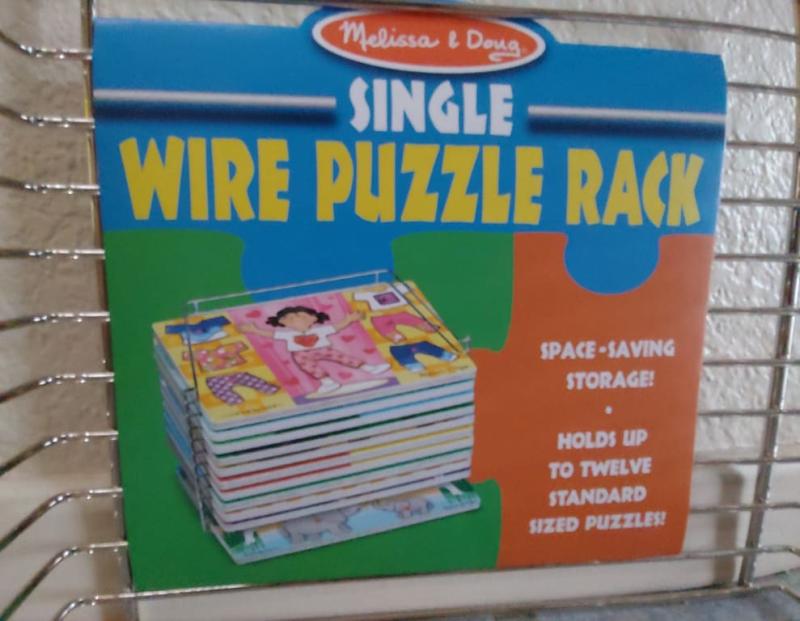 Melissa & Doug
SINGLE
WIRE PUZZLE RACK
SPACE-SAVING
STORAGE!
•
HOLDS UP
TO TWELVE
STANDARD
SIZED PUZZLES!